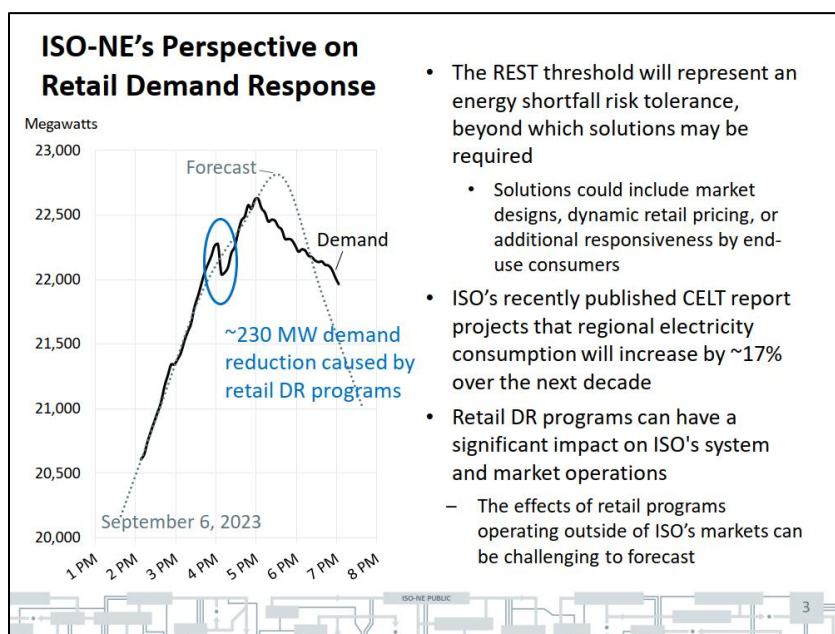 ISO-NE's Perspective on
Retail Demand Response
Megawatts
23,000
22,500
22,000
21,500
21,000
20,500
20,000
Forecast
Demand
~230 MW demand
reduction caused by
retail DR programs
September 6, 2023
1 PM
2 PM
3 PM
4 PM
5 PM
6 PM
7 PM
8 PM
• The REST threshold will represent an
energy shortfall risk tolerance,
beyond which solutions may be
required
• Solutions could include market
designs, dynamic retail pricing, or
additional responsiveness by end-
use consumers
• ISO's recently published CELT report
projects that regional electricity
consumption will increase by ~17%
over the next decade
• Retail DR programs can have a
significant impact on ISO's system
and market operations
– The effects of retail programs
operating outside of ISO's markets can
be challenging to forecast
ISO-NE PUBLIC
3